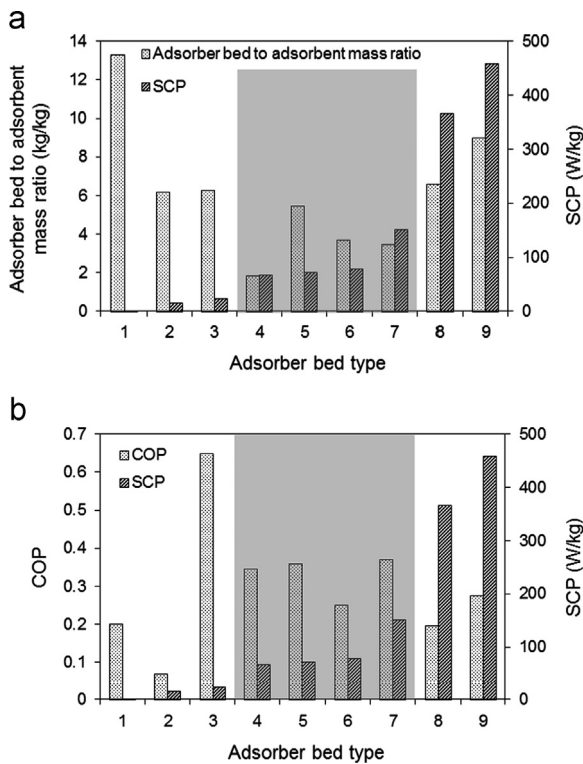 a
14
12
10
8
6
4
2
0
Adsorber bed to adsorbent
mass ratio (kg/kg)
Adsorber bed to adsorbent mass ratio
SCP
500
400
300
200
100
0
SCP (W/kg)
1 2 3 4 5 6 7 8 9
Adsorber bed type
b
0.7
0.6
0.5
0.4
0.3
0.2
0.1
0
COP
COP
SCP
500
400
300
200
100
0
SCP (W/kg)
1 2 3 4 5 6 7 8 9
Adsorber bed type